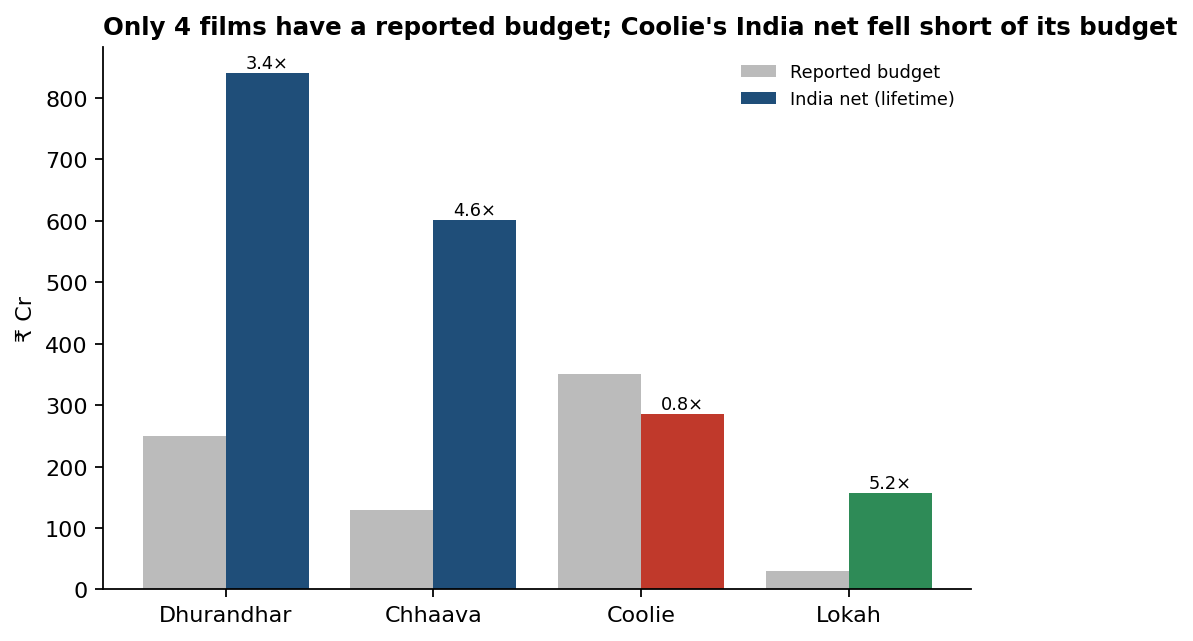 Only 4 films have a reported budget; Coolie's India net fell short of its budget
Reported budget
India net (lifetime)
3.4×
4.6×
0.8×
5.2×
₹ Cr
800
700
600
500
400
300
200
100
0
Dhurandhar
Chhaava
Coolie
Lokah